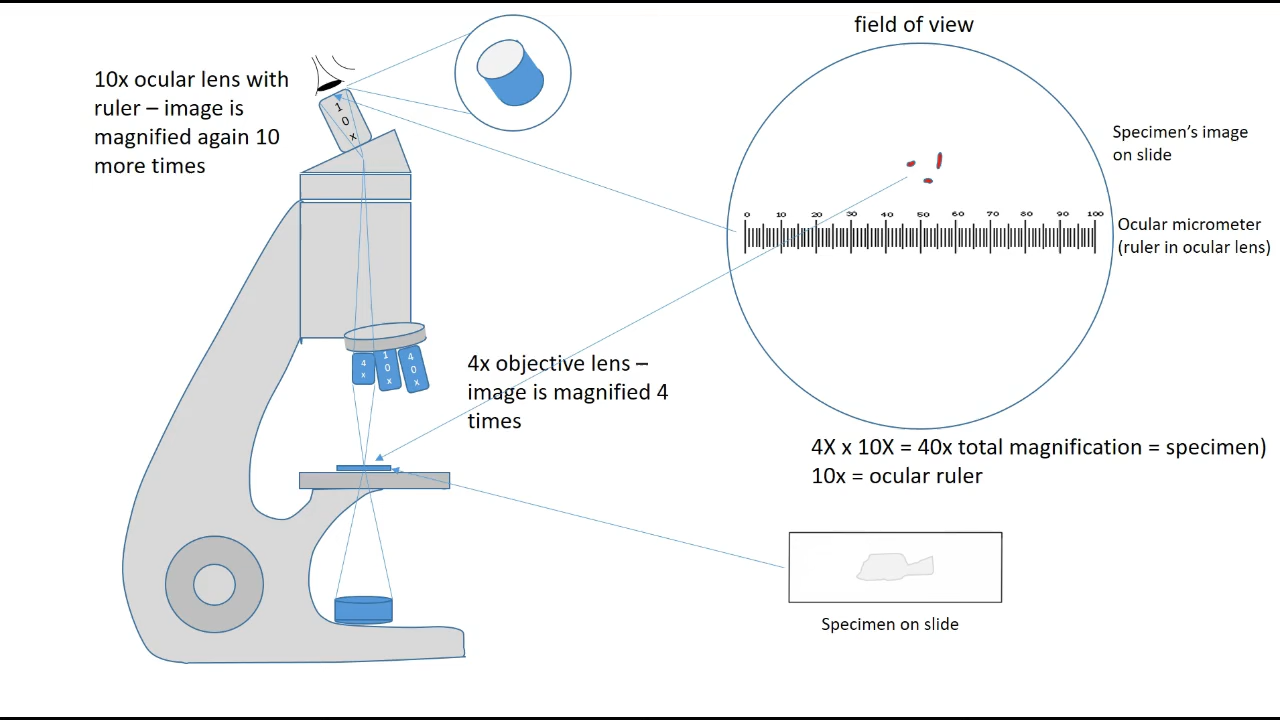 field of view
10x ocular lens with
ruler – image is
magnified again 10
more times
1
0
x
Specimen's image
on slide
0 10 20 30 40 50 60 70 80 90 100
Ocular micrometer
(ruler in ocular lens)
4
x
1
0
x
4
0
x
4x objective lens –
image is magnified 4
times
4X x 10X = 40x total magnification = specimen)
10x = ocular ruler
Specimen on slide